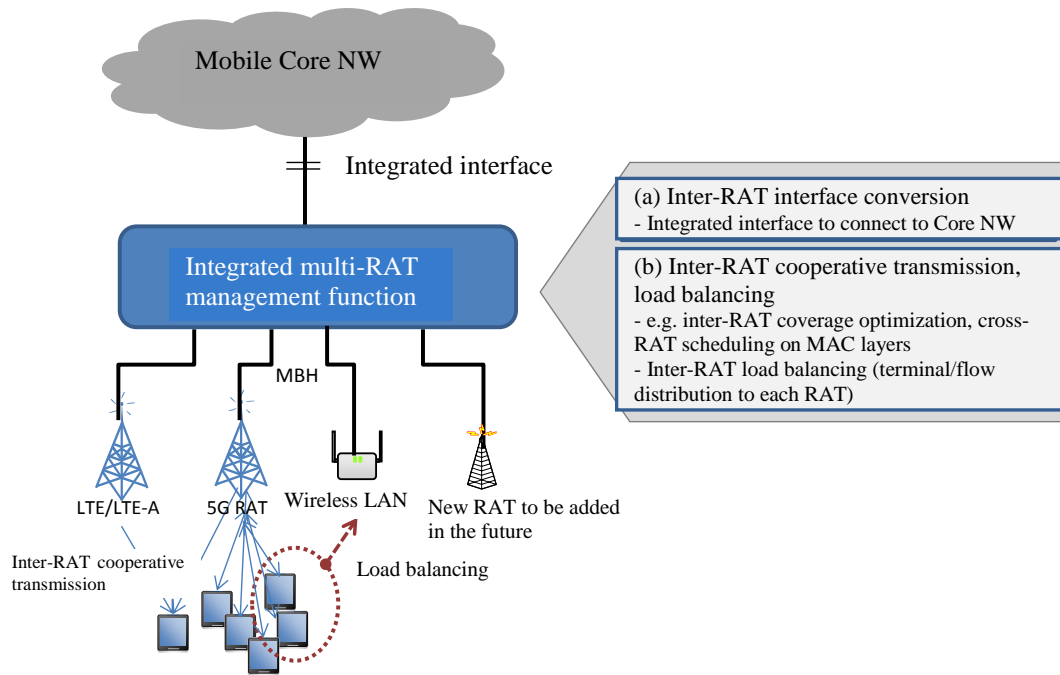 Mobile Core NW
Integrated interface
(a) Inter-RAT interface conversion
- Integrated interface to connect to Core NW
(b) Inter-RAT cooperative transmission,
load balancing
- e.g. inter-RAT coverage optimization, cross-
RAT scheduling on MAC layers
- Inter-RAT load balancing (terminal/flow
distribution to each RAT)
Integrated multi-RAT
management function
MBH
LTE/LTE-A
5G RAT
Wireless LAN
New RAT to be added
in the future
Inter-RAT cooperative
transmission
Load balancing